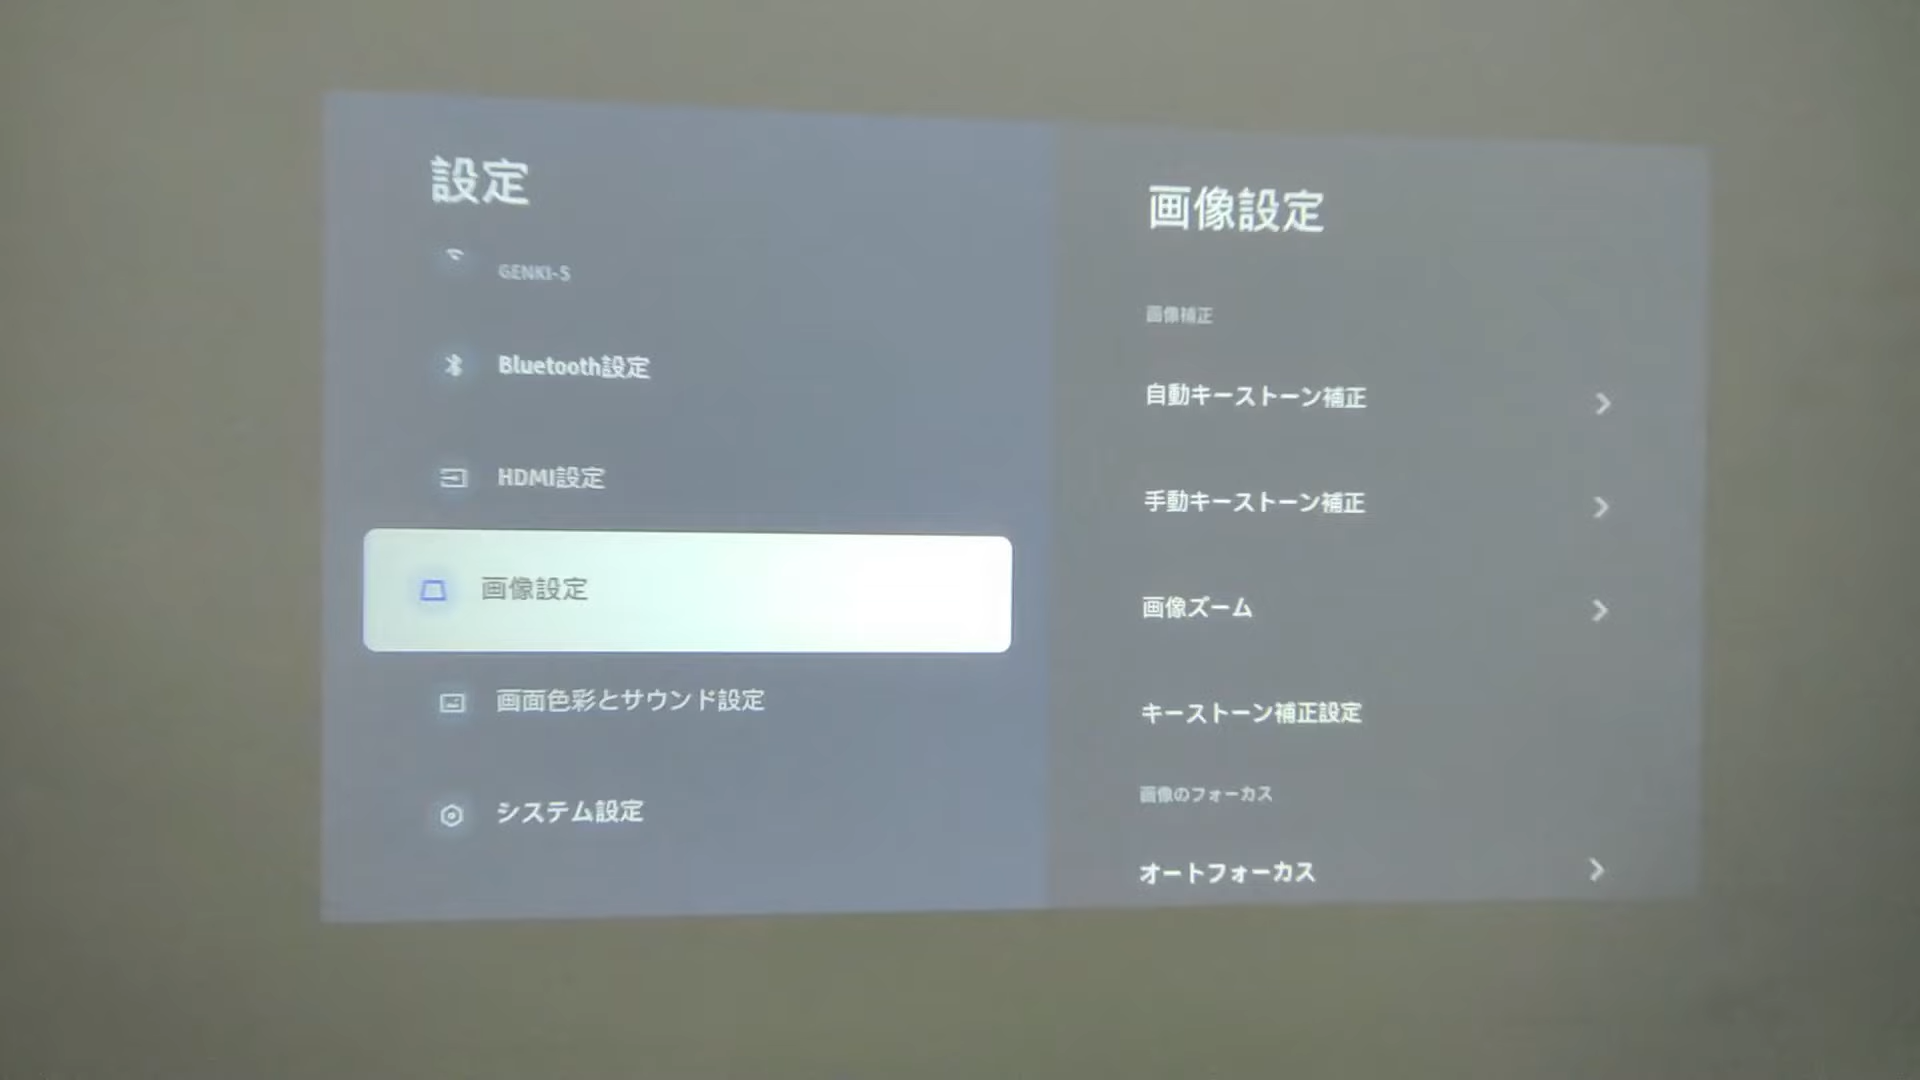 設定
GENKI-5
Bluetooth設定
HDMI設定
画像設定
画面色彩とサウンド設定
システム設定
画像設定
画像補正
自動キーストーン補正
手動キーストーン補正
画像ズーム
キーストーン補正設定
画像のフォーカス
オートフォーカス